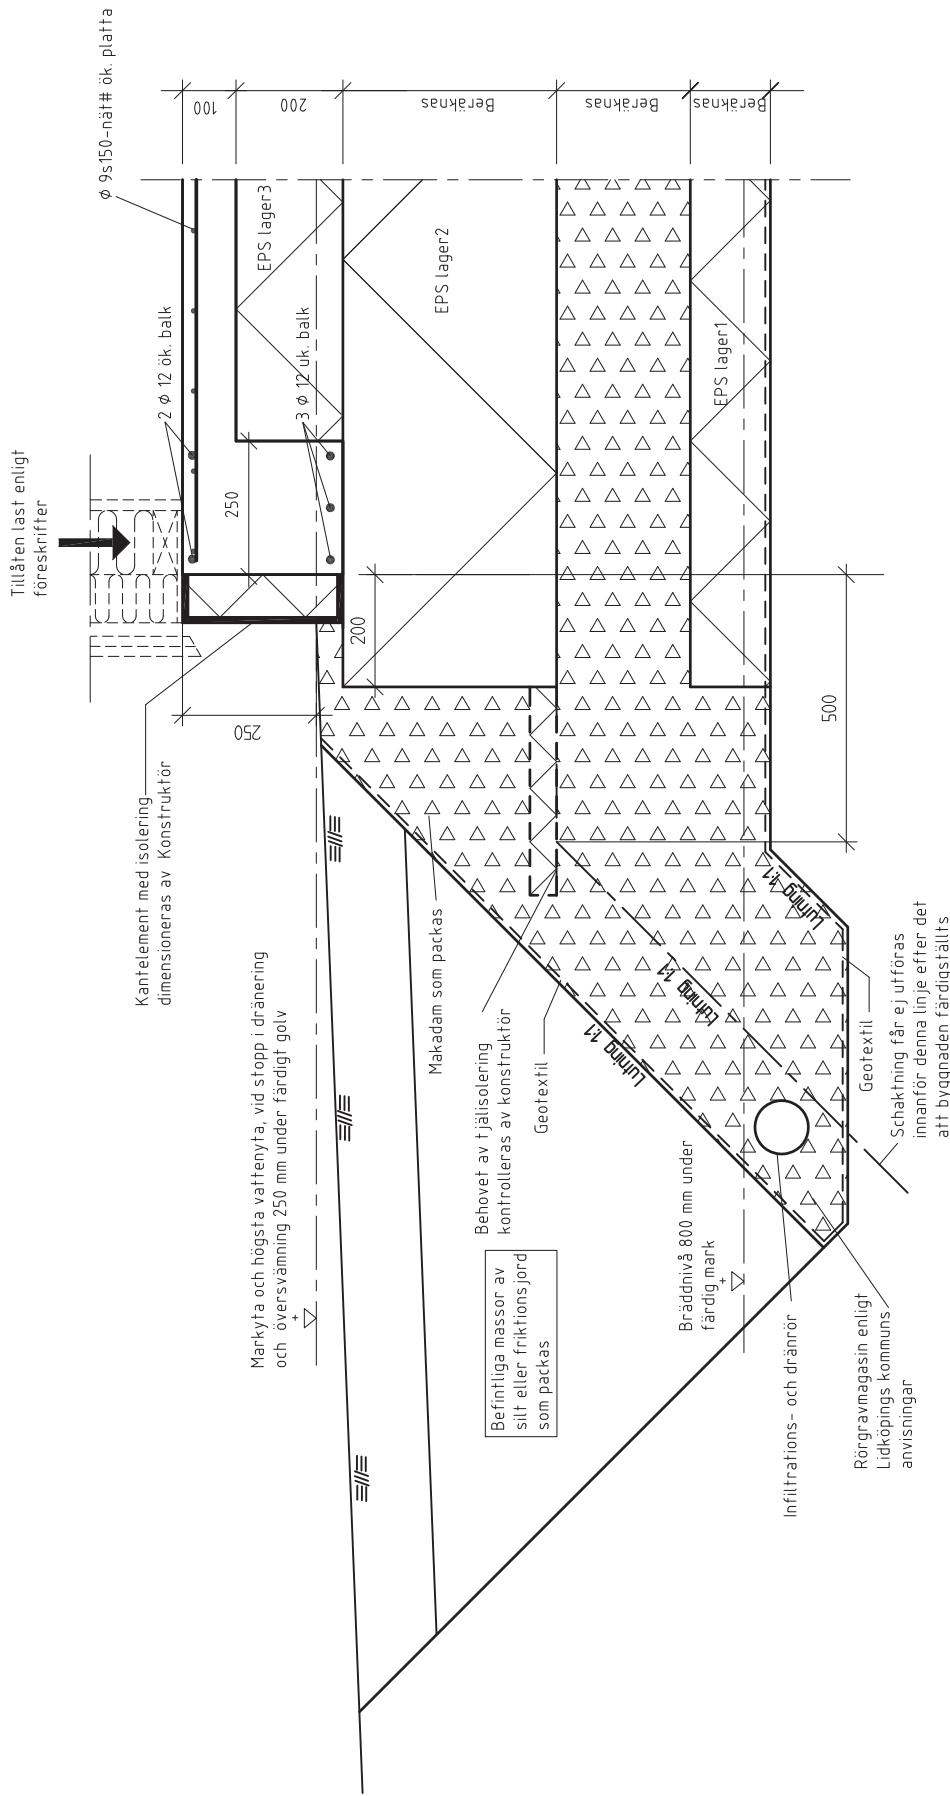 Tillåten last enligt
föreskrifter
2 ϕ 12 ök. balk
ϕ 9s150-nät# ök. platta
Kantelement med isolering
dimensioneras av Konstruktör
250
100
200
Beräknas
Beräknas
Beräknas
EPS lager3
3 ϕ 12 uk. balk
Markyta och högsta vattenyta, vid stopp i dränering
och översvämning 250 mm under färdigt golv
+
250
200
EPS lager2
Makadam som packas
Behovet av tjälisolering
kontrolleras av konstruktör
Geotextil
Befintliga massor av
silt eller friktionsjord
som packas
Lutning 1:1
Lutning 1:1
Lutning 1:1
EPS lager1
Bräddnivå 800 mm under
färdig mark
+
500
Infiltrations- och dränrör
Rörgravmagasin enligt
Lidköpings kommuns
anvisningar
Geotextil
Schaktning får ej utföras
innanför denna linje efter det
att byggnaden färdigställts